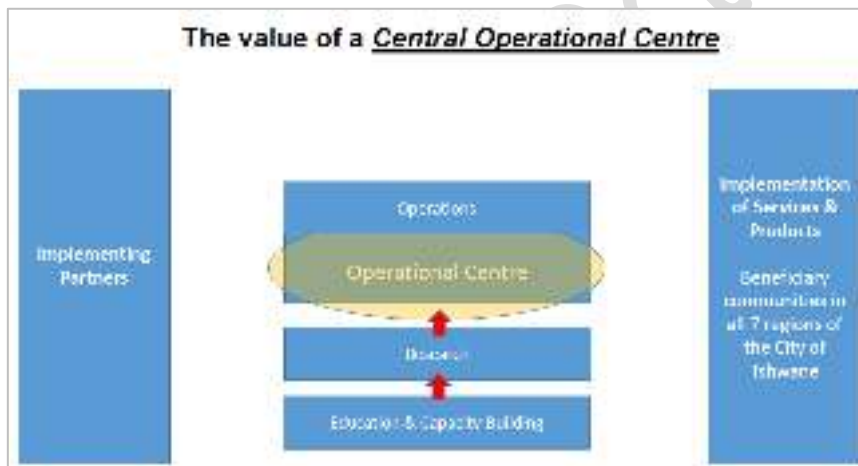 The value of a Central Operational Centre
Implementing
Partners
Operations
Operational Centre
Research
Education & Capacity Building
Implementation
of Services &
Products
Beneficiary
communities in
all 7 regions of
the City of
Tshwane